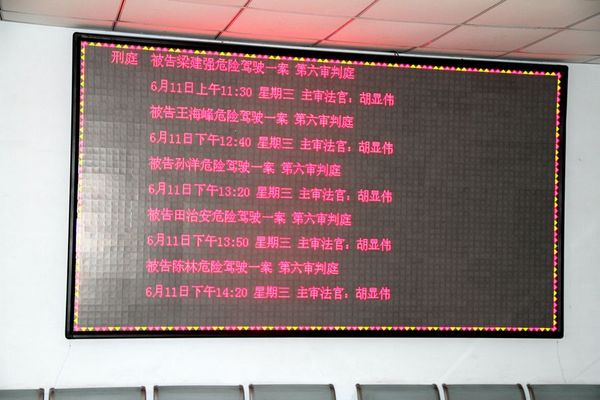 刑庭 被告梁建强危险驾驶一案 第六审判庭
6月11日上午11:30 星期三 主审法官：胡显伟
被告王海峰危险驾驶一案 第六审判庭
6月11日下午12:40 星期三 主审法官：胡显伟
被告孙洋危险驾驶一案 第六审判庭
6月11日下午13:20 星期三 主审法官：胡显伟
被告田治安危险驾驶一案 第六审判庭
6月11日下午13:50 星期三 主审法官：胡显伟
被告陈林危险驾驶一案 第六审判庭
6月11日下午14:20 星期三 主审法官：胡显伟